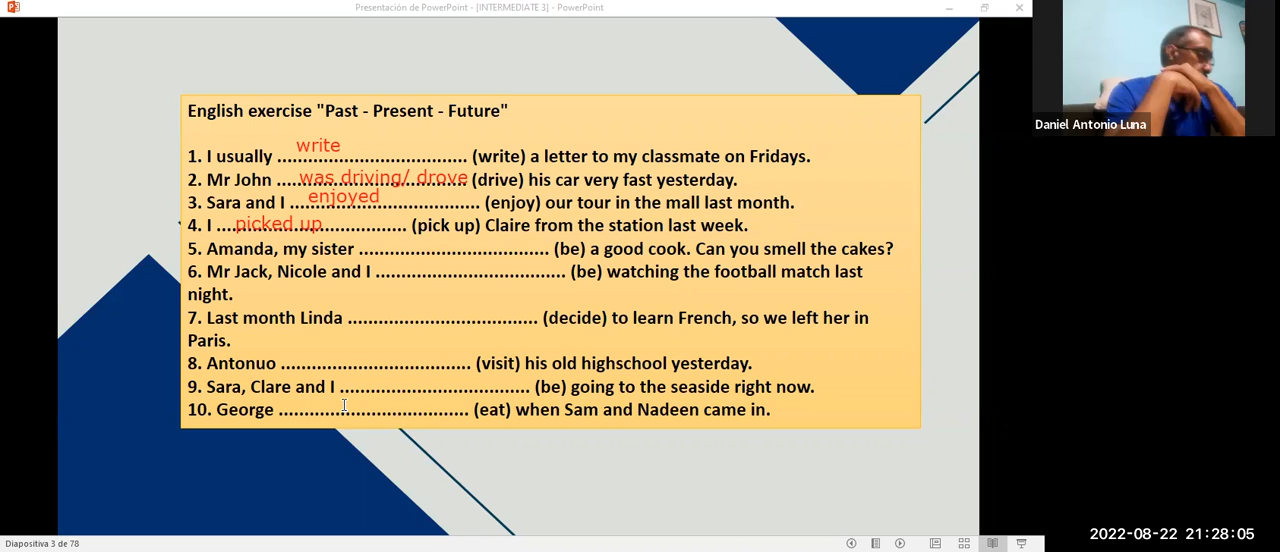 Presentación de PowerPoint - [INTERMEDIATE 3] - PowerPoint
English exercise "Past - Present - Future"
write
1. I usually ..................................... (write) a letter to my classmate on Fridays.
was driving/ drove
2. Mr John ..................................... (drive) his car very fast yesterday.
enjoyed
3. Sara and I ..................................... (enjoy) our tour in the mall last month.
picked up
4. I ..................................... (pick up) Claire from the station last week.
5. Amanda, my sister ..................................... (be) a good cook. Can you smell the cakes?
6. Mr Jack, Nicole and I ..................................... (be) watching the football match last
night.
7. Last month Linda ..................................... (decide) to learn French, so we left her in
Paris.
8. Antonuo ..................................... (visit) his old highschool yesterday.
9. Sara, Clare and I ..................................... (be) going to the seaside right now.
10. George ..................................... (eat) when Sam and Nadeen came in.
Daniel Antonio Luna
Diapositiva 3 de 78
2022-08-22 21:28:05